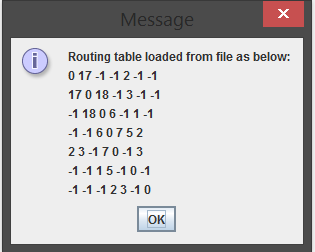 Message
Routing table loaded from file as below:
0 17 -1 -1 2 -1 -1
17 0 18 -1 3 -1 -1
-1 18 0 6 -1 1 -1
-1 -1 6 0 7 5 2
2 3 -1 7 0 -1 3
-1 -1 1 5 -1 0 -1
-1 -1 -1 2 3 -1 0
OK